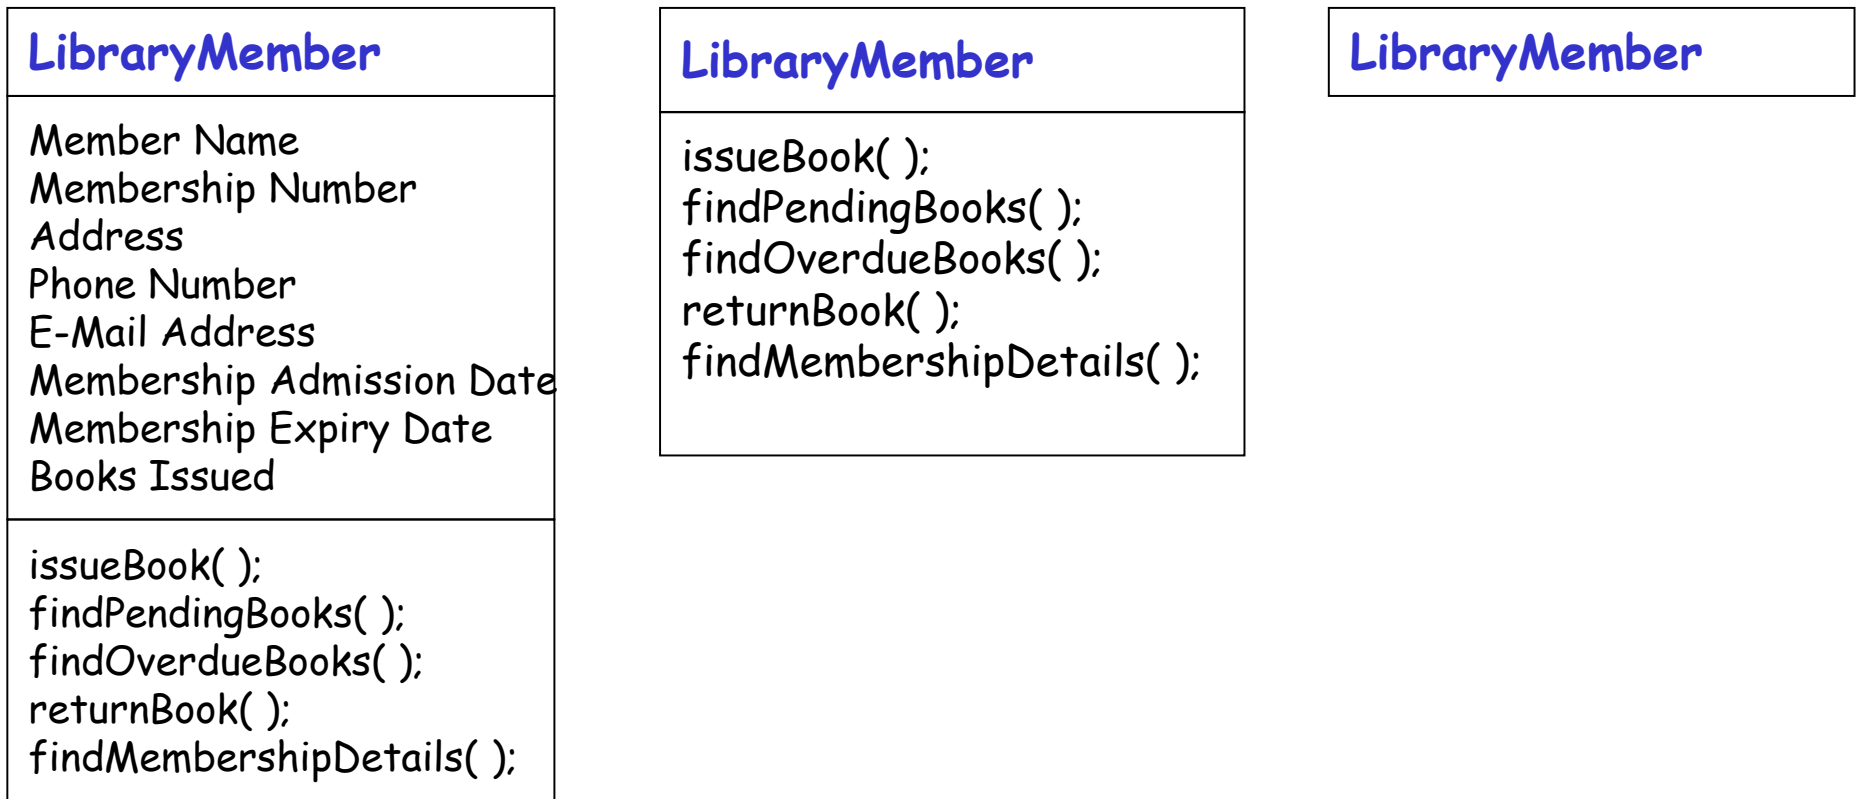 LibraryMember
Member Name
Membership Number
Address
Phone Number
E-Mail Address
Membership Admission Date
Membership Expiry Date
Books Issued
issueBook( );
findPendingBooks( );
findOverdueBooks( );
returnBook( );
findMembershipDetails( );
LibraryMember
issueBook( );
findPendingBooks( );
findOverdueBooks( );
returnBook( );
findMembershipDetails( );
LibraryMember